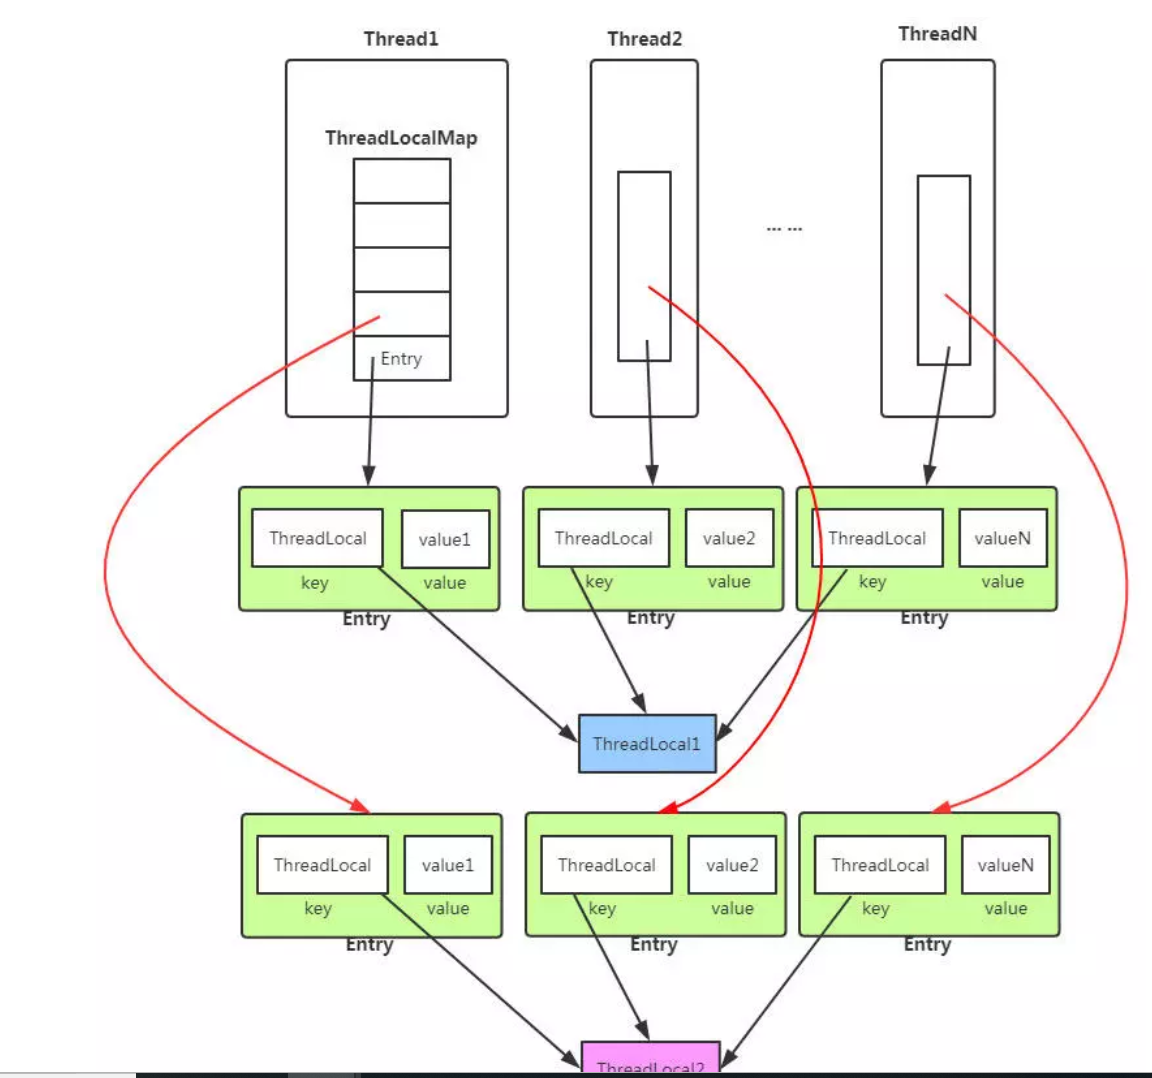 Thread1
Thread2
ThreadN
ThreadLocalMap
... ...
Entry
ThreadLocal
value1
ThreadLocal
value2
ThreadLocal
valueN
key
value
key
value
key
value
Entry
Entry
Entry
ThreadLocal1
ThreadLocal
value1
ThreadLocal
value2
ThreadLocal
valueN
key
value
key
value
key
value
Entry
Entry
Entry
ThreadLocal2